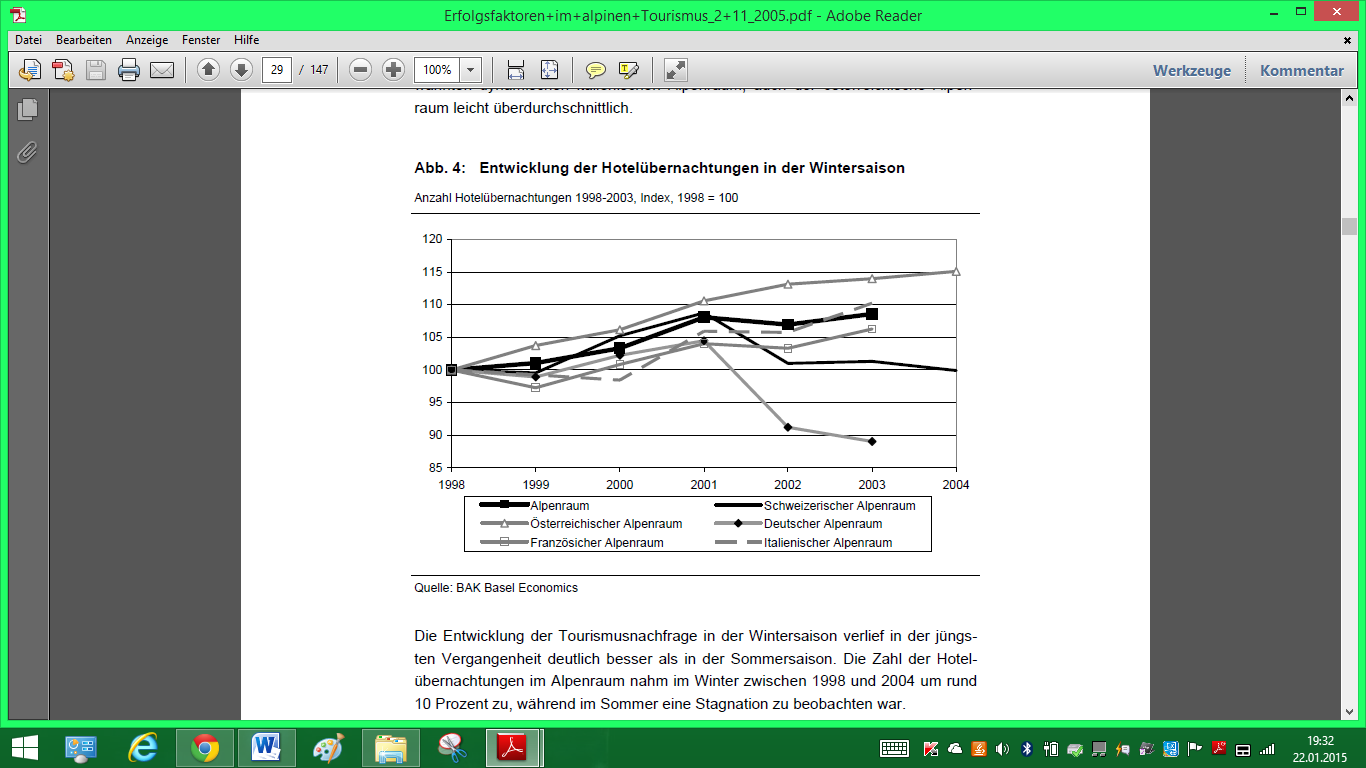 Erfolgsfaktoren+im+alpinen+Tourismus_2+11_2005.pdf - Adobe Reader
Datei Bearbeiten Anzeige Fenster Hilfe
29 / 147
100%
Werkzeuge Kommentar
raum leicht überdurchschnittlich.
Abb. 4: Entwicklung der Hotelübernachtungen in der Wintersaison
Anzahl Hotelübernachtungen 1998-2003, Index, 1998 = 100
120
115
110
105
100
95
90
85
1998 1999 2000 2001 2002 2003 2004
Alpenraum Schweizerischer Alpenraum
Österreichischer Alpenraum Deutscher Alpenraum
Französicher Alpenraum Italienischer Alpenraum
Quelle: BAK Basel Economics
Die Entwicklung der Tourismusnachfrage in der Wintersaison verlief in der jüngs-
ten Vergangenheit deutlich besser als in der Sommersaison. Die Zahl der Hotel-
übernachtungen im Alpenraum nahm im Winter zwischen 1998 und 2004 um rund
10 Prozent zu, während im Sommer eine Stagnation zu beobachten war.
19:32
22.01.2015